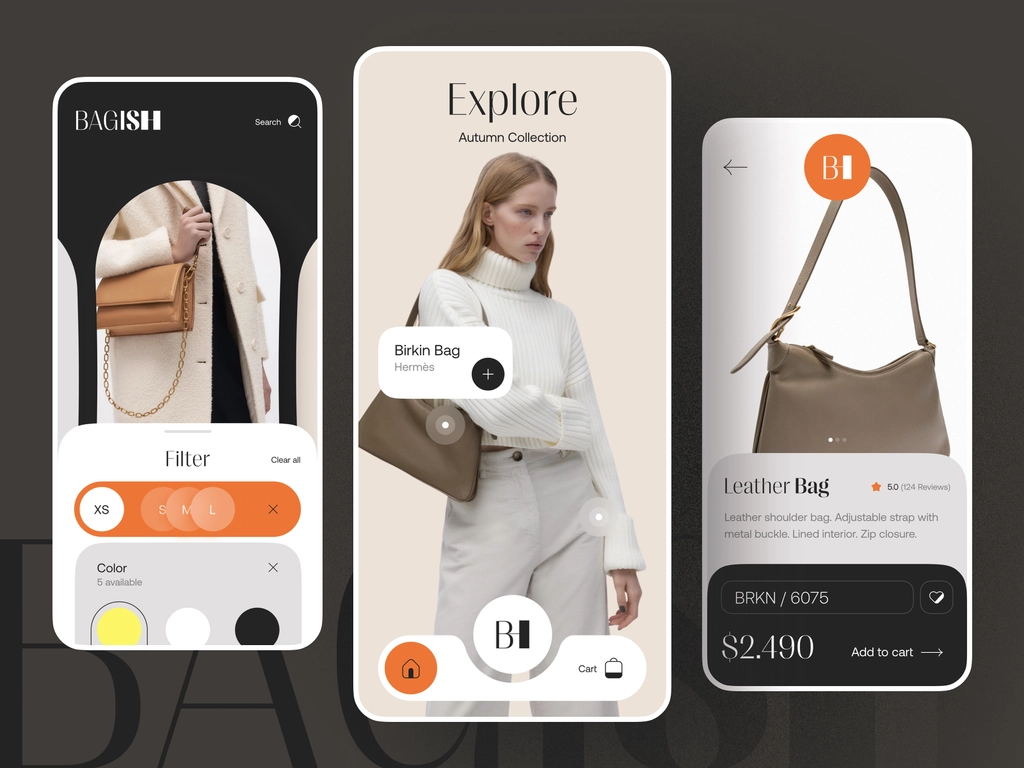 BAGISH
Search
Filter
Clear all
XS
S
M
L
Color
5 available
Explore
Autumn Collection
Birkin Bag
Hermès
BH
Cart
BH
Leather Bag
5.0 (124 Reviews)
Leather shoulder bag. Adjustable strap with
metal buckle. Lined interior. Zip closure.
BRKN / 6075
$2.490
Add to cart
BAGISH